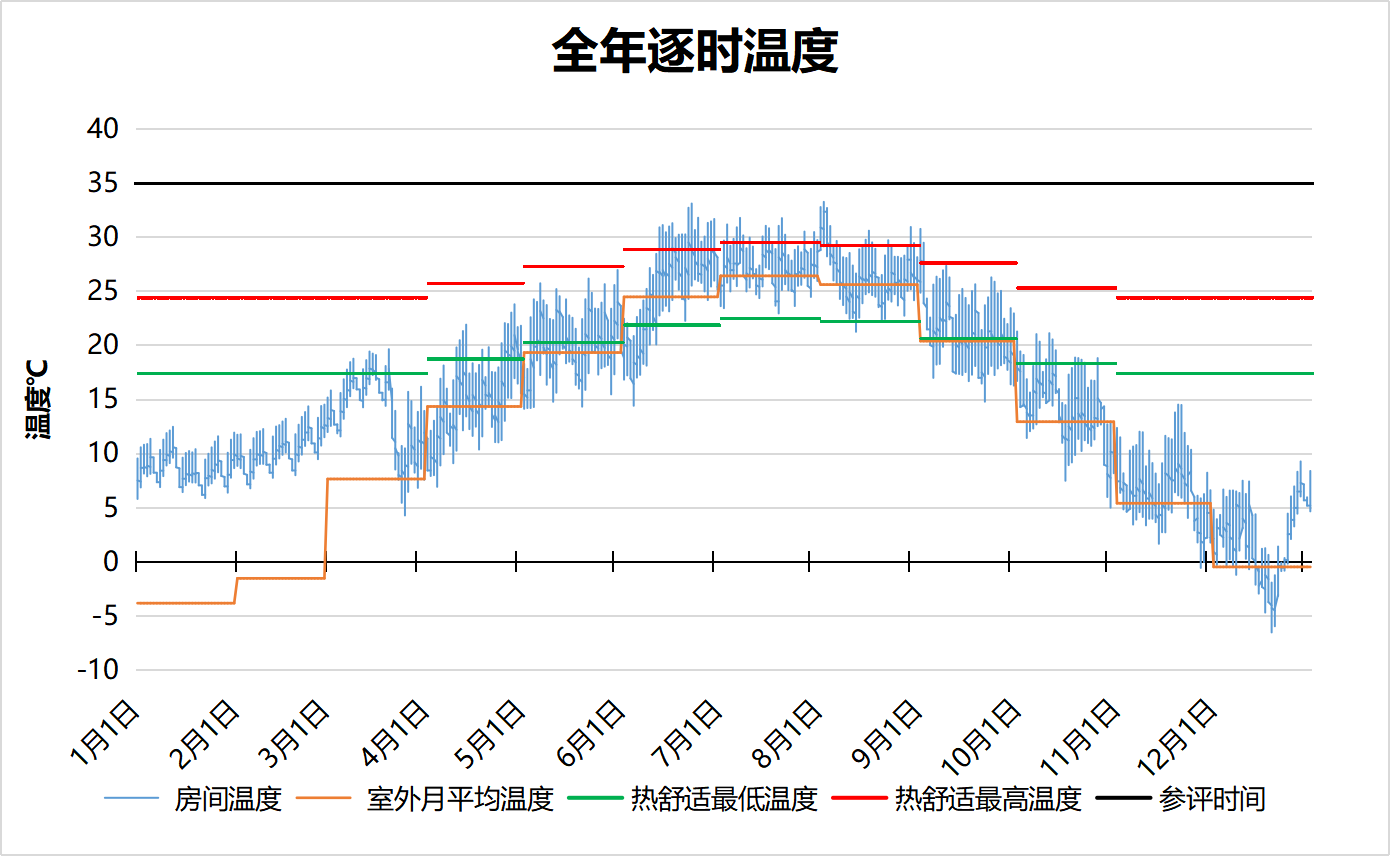 全年逐时温度
40
35
30
25
20
15
10
5
0
-5
-10
温度℃
1月1日
2月1日
3月1日
4月1日
5月1日
6月1日
7月1日
8月1日
9月1日
10月1日
11月1日
12月1日
房间温度 室外月平均温度 热舒适最低温度 热舒适最高温度 参评时间